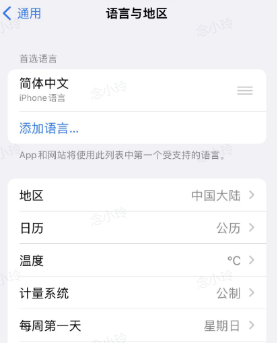 通用
语言与地区
首选语言
简体中文
iPhone 语言
添加语言...
App和网站将使用此列表中第一个受支持的语言。
地区 中国大陆
日历 公历
温度 °C
计量系统 公制
每周第一天 星期日
念小玲